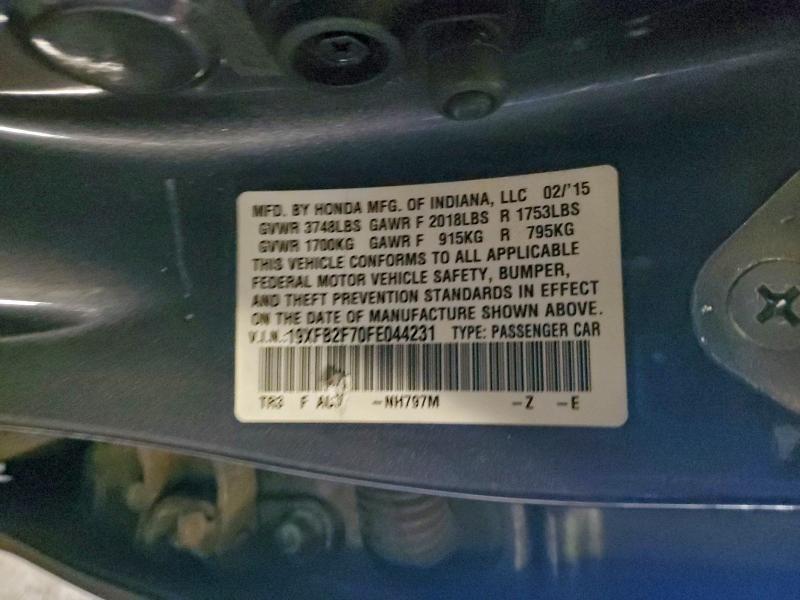 MFD. BY HONDA MFG. OF INDIANA, LLC 02/'15
GVWR 3748LBS GAWR F 2018LBS R 1753LBS
GVWR 1700KG GAWR F 915KG R 795KG
THIS VEHICLE CONFORMS TO ALL APPLICABLE
FEDERAL MOTOR VEHICLE SAFETY, BUMPER,
AND THEFT PREVENTION STANDARDS IN EFFECT
ON THE DATE OF MANUFACTURE SHOWN ABOVE.
V.I.N.:19XFB2F70FE044231 TYPE: PASSENGER CAR
TR3 F -NH797M -Z -E